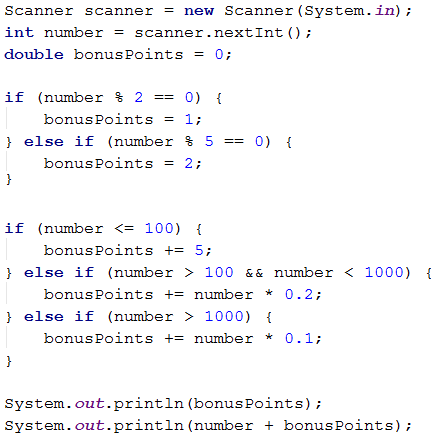 Scanner scanner = new Scanner(System.in);
int number = scanner.nextInt();
double bonusPoints = 0;

if (number % 2 == 0) {
    bonusPoints = 1;
} else if (number % 5 == 0) {
    bonusPoints = 2;
}

if (number <= 100) {
    bonusPoints += 5;
} else if (number > 100 && number < 1000) {
    bonusPoints += number * 0.2;
} else if (number > 1000) {
    bonusPoints += number * 0.1;
}

System.out.println(bonusPoints);
System.out.println(number + bonusPoints);